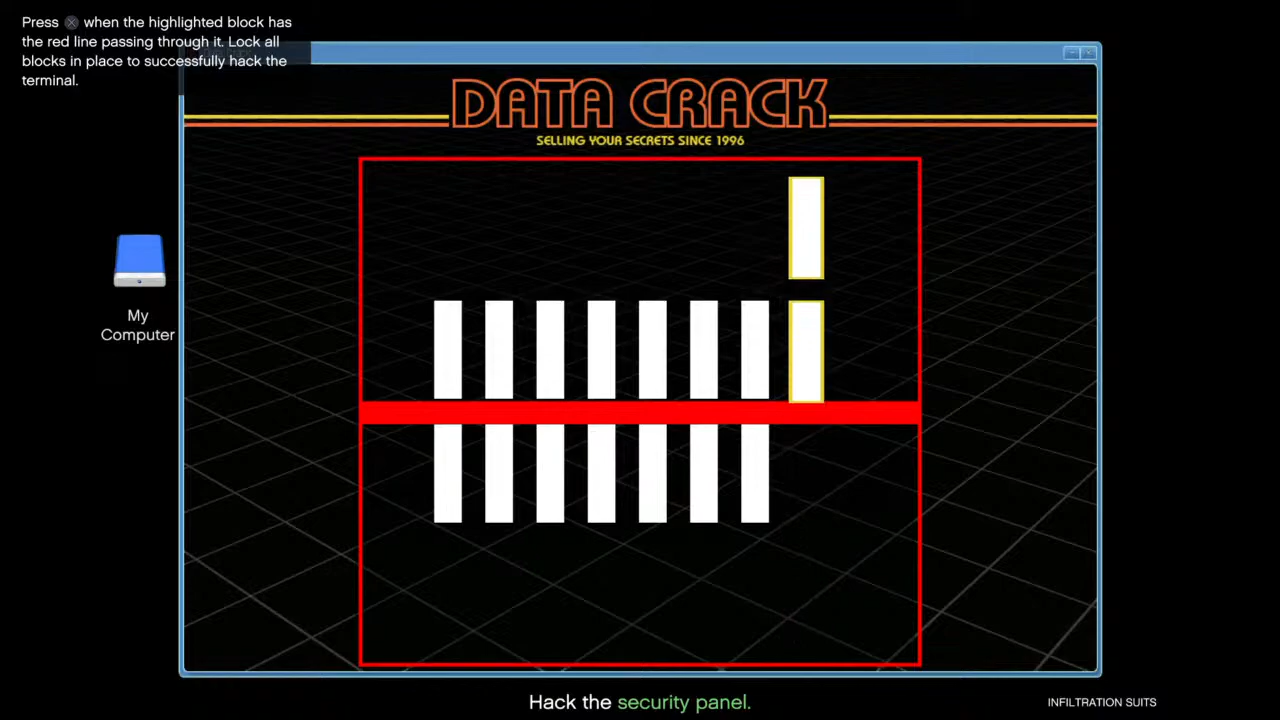 Press ⊗ when the highlighted block has
the red line passing through it. Lock all
blocks in place to successfully hack the
terminal.
DATA CRACK
SELLING YOUR SECRETS SINCE 1996
My
Computer
Hack the security panel.
INFILTRATION SUITS